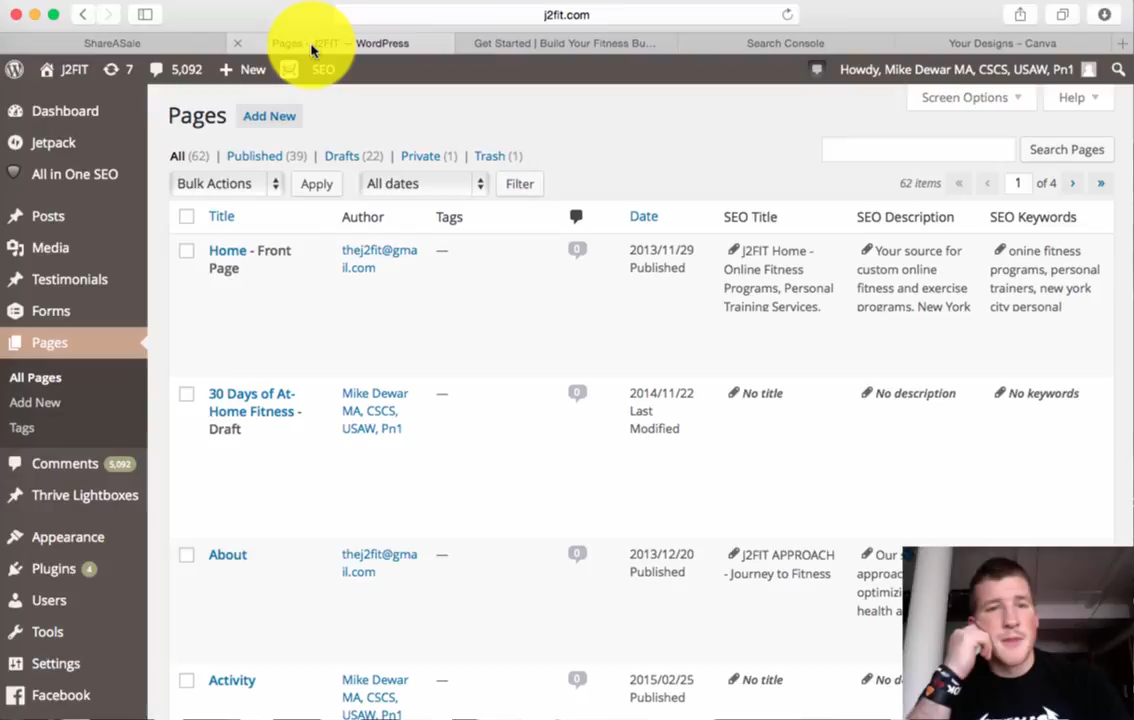 j2fit.com
ShareASale
Pages ‹ J2FIT — WordPress
Get Started | Build Your Fitness Bu...
Search Console
Your Designs – Canva
J2FIT
7
5,092
New
SEO
Howdy, Mike Dewar MA, CSCS, USAW, Pn1
Dashboard
Jetpack
All in One SEO
Posts
Media
Testimonials
Forms
Pages
All Pages
Add New
Tags
Comments 5,092
Thrive Lightboxes
Appearance
Plugins 4
Users
Tools
Settings
Facebook
Screen Options
Help
Pages Add New
All (62) | Published (39) | Drafts (22) | Private (1) | Trash (1)
Search Pages
Bulk Actions
Apply
All dates
Filter
62 items « ‹ 1 of 4 › »
Title
Author
Tags
Date
SEO Title
SEO Description
SEO Keywords
Home - Front
Page
thej2fit@gma
il.com
—
0
2013/11/29
Published
J2FIT Home -
Online Fitness
Programs, Personal
Training Services,
Your source for
custom online
fitness and exercise
programs. New York
onine fitness
programs, personal
trainers, new york
city personal
30 Days of At-
Home Fitness -
Draft
Mike Dewar
MA, CSCS,
USAW, Pn1
—
0
2014/11/22
Last
Modified
No title
No description
No keywords
About
thej2fit@gma
il.com
—
0
2013/12/20
Published
J2FIT APPROACH
- Journey to Fitness
Our
approa
optimizi
health a
Activity
Mike Dewar
MA, CSCS,
USAW, Pn1
—
0
2015/02/25
Published
No title
No d